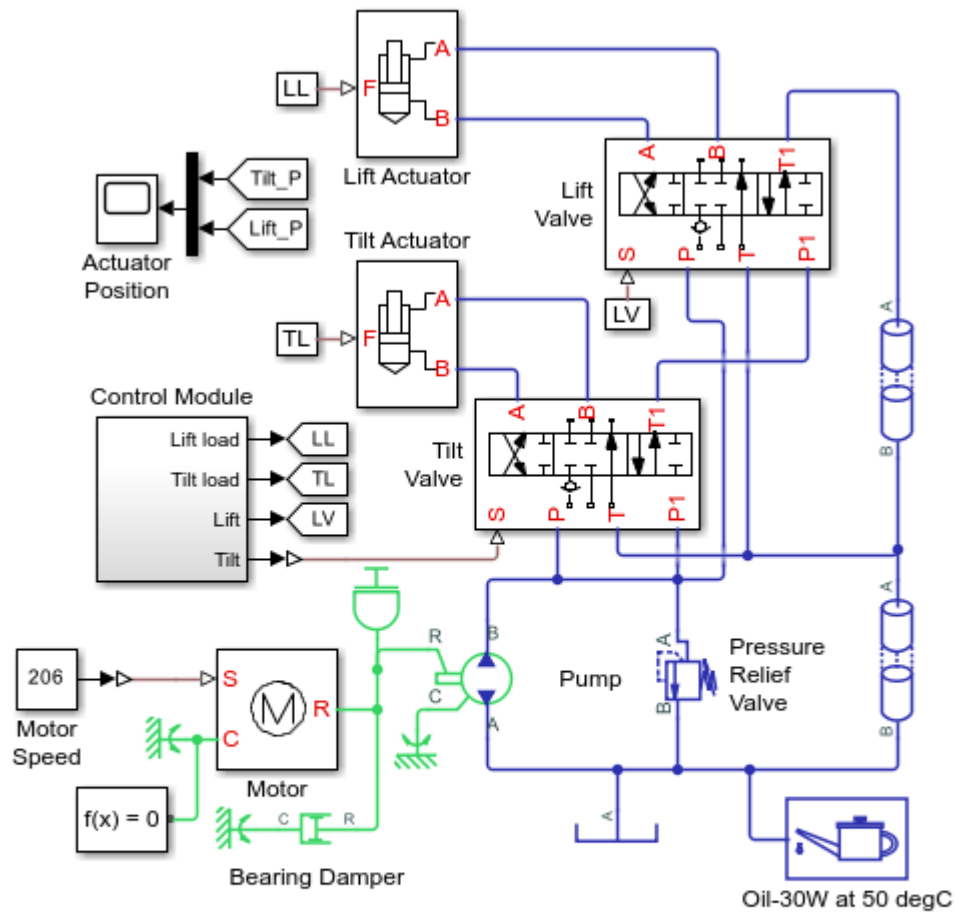 A
LL
F
B
Lift Actuator
A
B
T1
Lift
Valve
S
P
T
P1
LV
Tilt_P
Lift_P
Actuator
Position
Tilt Actuator
A
TL
F
B
A
B
Control Module
Lift load
LL
Tilt load
TL
Lift
LV
Tilt
A
B
T1
Tilt
Valve
S
P
T
P1
206
Motor
Speed
S
C
M
R
Motor
f(x) = 0
C
R
Bearing Damper
R
C
B
A
Pump
A
B
Pressure
Relief
Valve
A
B
A
Oil-30W at 50 degC